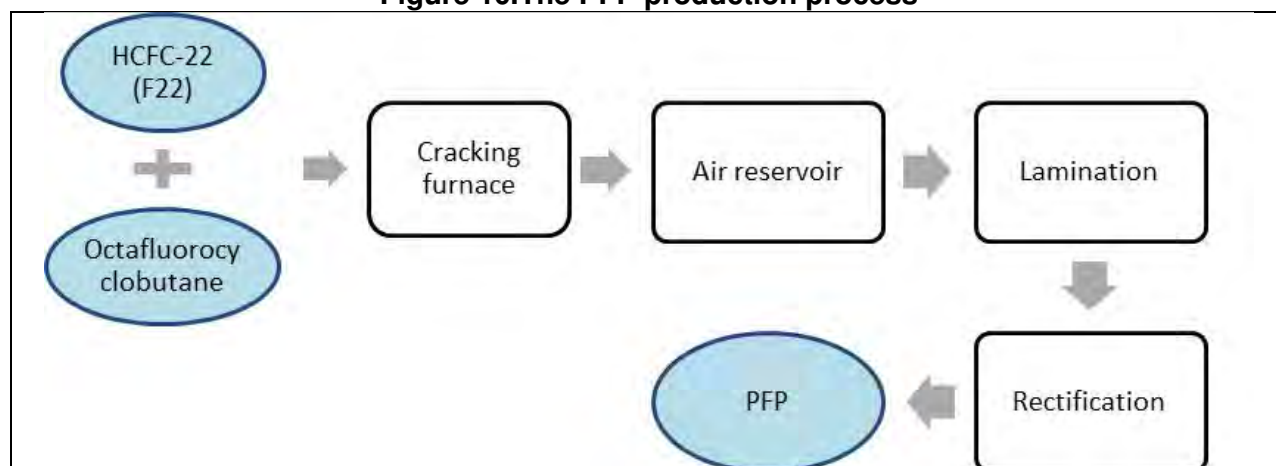 HCFC-22
(F22)
Octafluorocy
clobutane
Cracking
furnace
Air reservoir
Lamination
Rectification
PFP